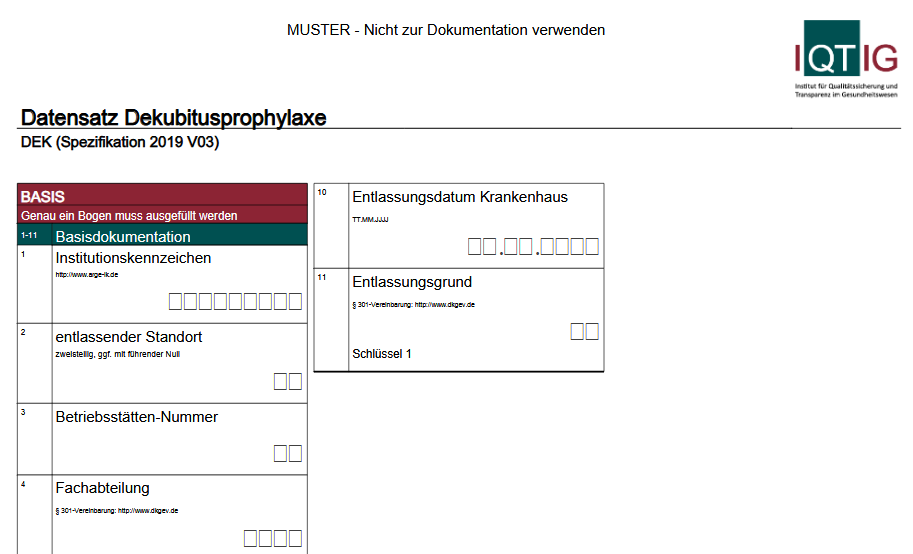 MUSTER - Nicht zur Dokumentation verwenden
IQTIG
Institut für Qualitätssicherung und
Transparenz im Gesundheitswesen
Datensatz Dekubitusprophylaxe
DEK (Spezifikation 2019 V03)
BASIS
Genau ein Bogen muss ausgefüllt werden
1-11 Basisdokumentation
1 Institutionskennzeichen
http://www.arge-ik.de
2 entlassender Standort
zweistellig, ggf. mit führender Null
3 Betriebsstätten-Nummer
4 Fachabteilung
§ 301-Vereinbarung: http://www.dkgev.de
10 Entlassungsdatum Krankenhaus
TT.MM.JJJJ
11 Entlassungsgrund
§ 301-Vereinbarung: http://www.dkgev.de
Schlüssel 1